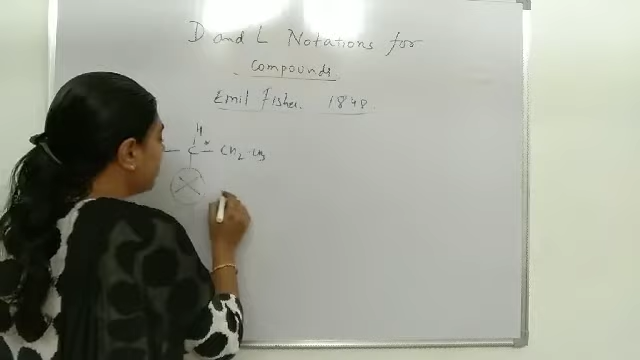 D and L Notations for
compounds
Emil Fisher. 1848.
H
— C* — CH2-CH3
X